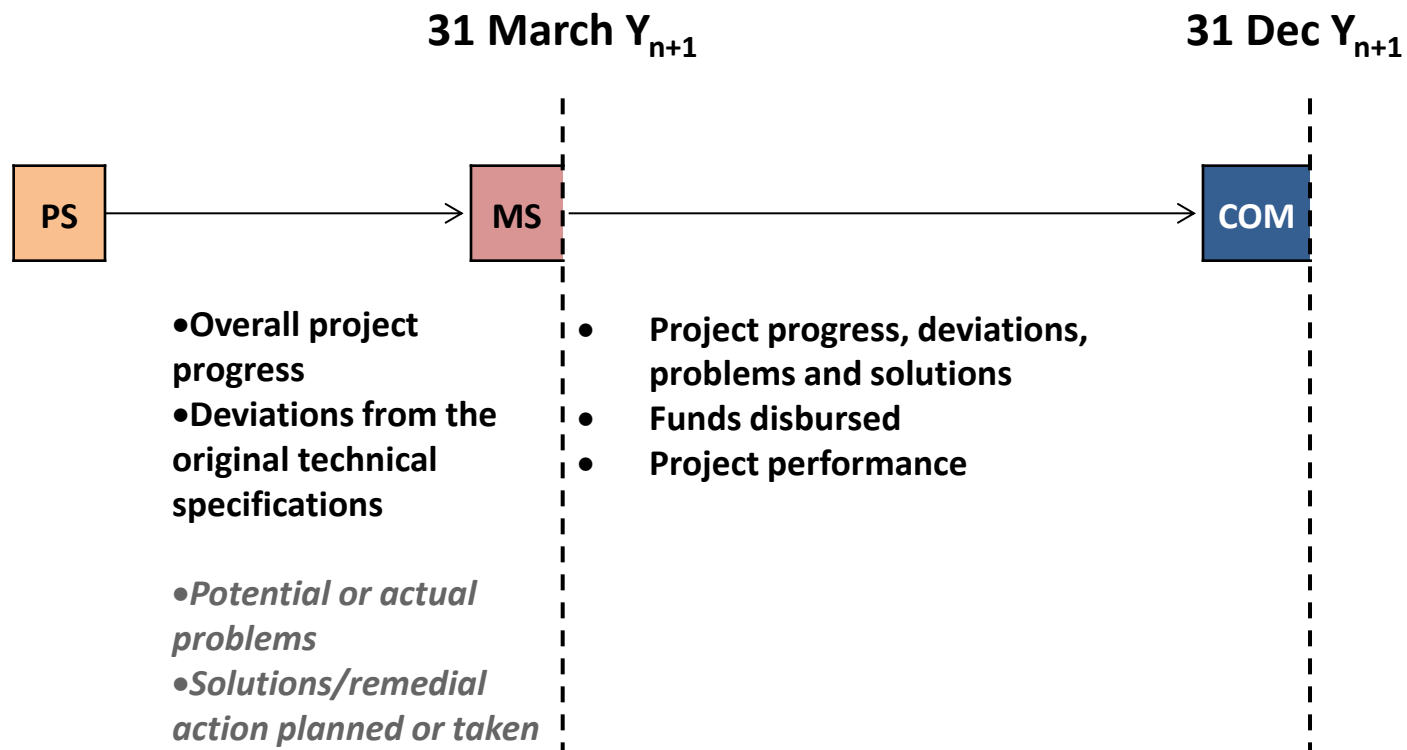 31 March Yn+1
31 Dec Yn+1
PS
MS
COM
•Overall project
progress
•Deviations from the
original technical
specifications
•Potential or actual
problems
•Solutions/remedial
action planned or taken
• Project progress, deviations,
problems and solutions
• Funds disbursed
• Project performance